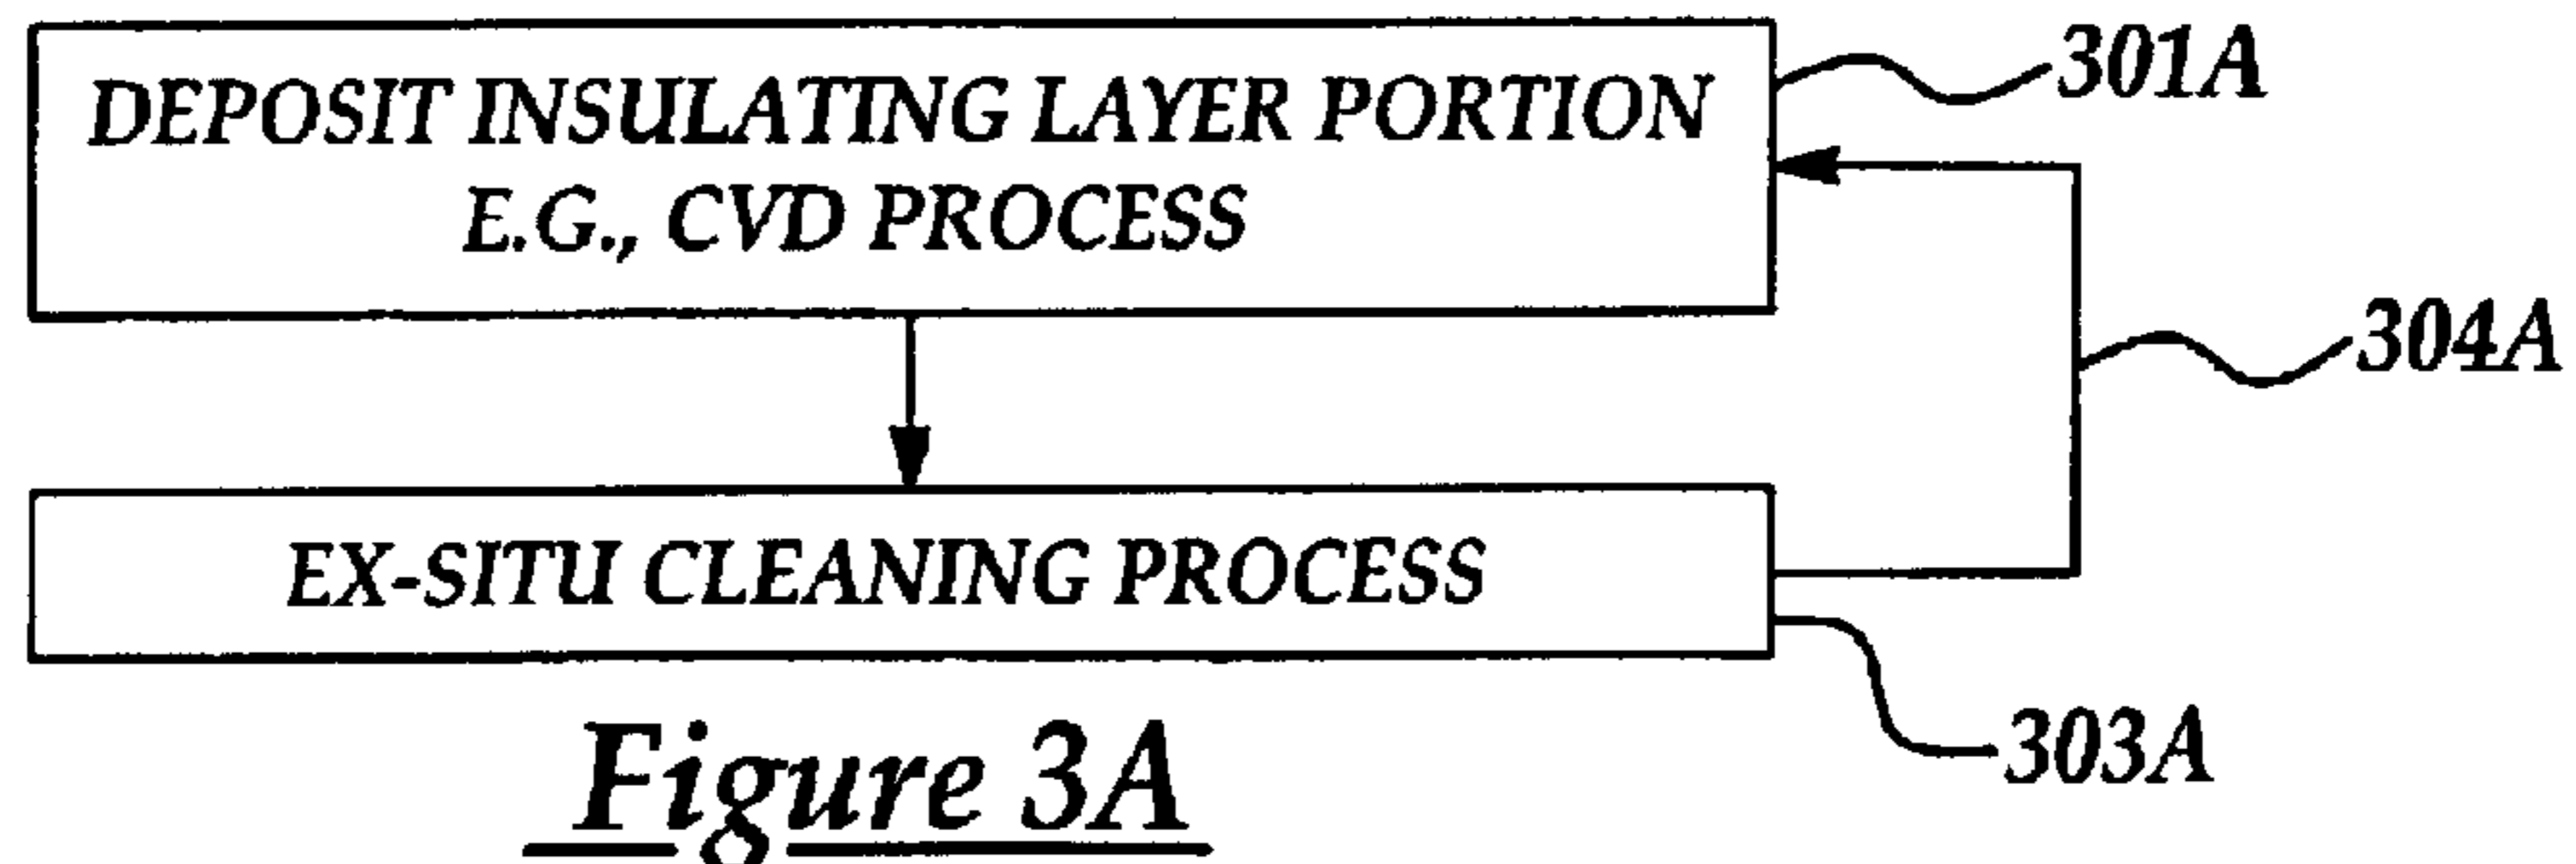 DEPOSIT INSULATING LAYER PORTION
E.G., CVD PROCESS
301A
304A
EX-SITU CLEANING PROCESS
303A
Figure 3A